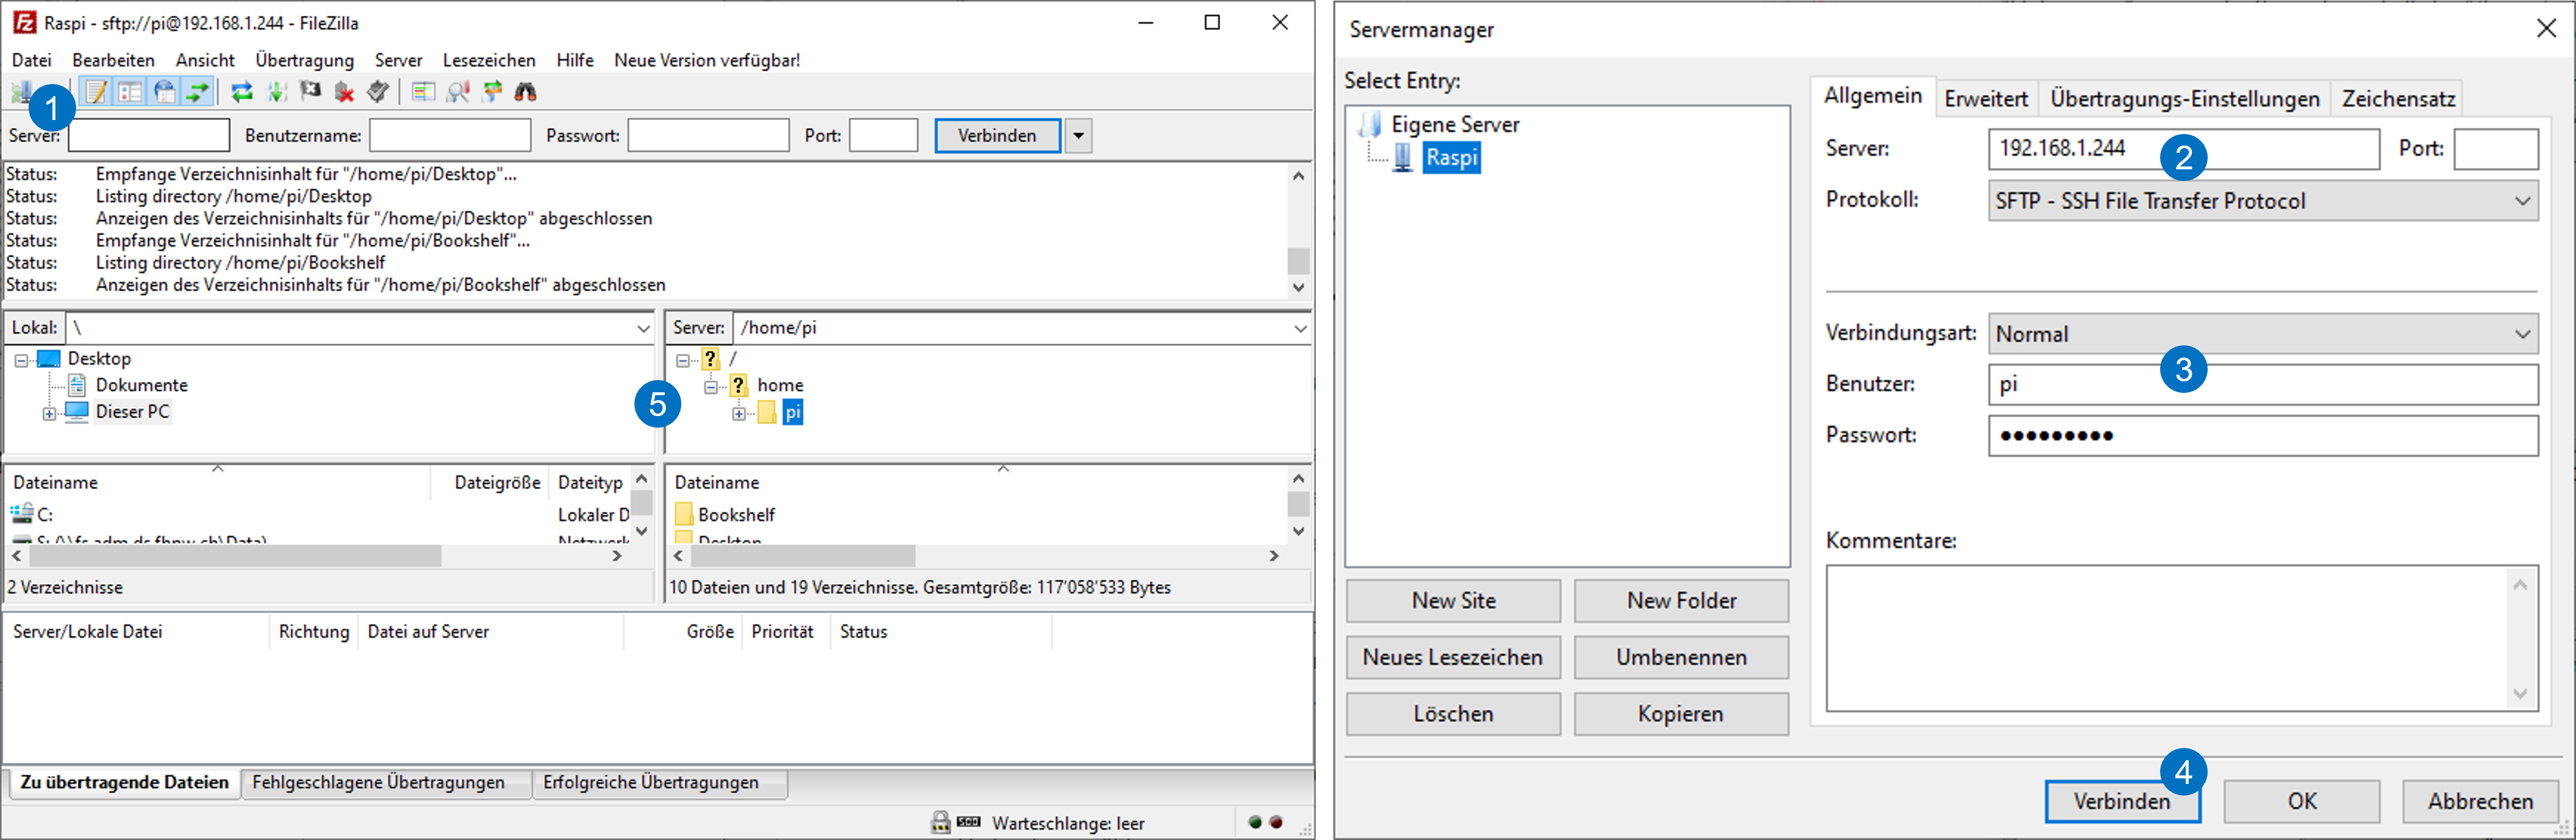 Raspi - sftp://pi@192.168.1.244 - FileZilla
Datei Bearbeiten Ansicht Übertragung Server Lesezeichen Hilfe Neue Version verfügbar!
1
Server: Benutzername: Passwort: Port: Verbinden
Status: Empfange Verzeichnisinhalt für "/home/pi/Desktop"...
Status: Listing directory /home/pi/Desktop
Status: Anzeigen des Verzeichnisinhalts für "/home/pi/Desktop" abgeschlossen
Status: Empfange Verzeichnisinhalt für "/home/pi/Bookshelf"...
Status: Listing directory /home/pi/Bookshelf
Status: Anzeigen des Verzeichnisinhalts für "/home/pi/Bookshelf" abgeschlossen
Lokal: \
Desktop
Dokumente
Dieser PC
5
Server: /home/pi
? /
? home
pi
Dateiname Dateigröße Dateityp
C: Lokaler D
S: (\\fs.adm.ds.fhnw.ch\Data) Netzwerk
2 Verzeichnisse
Dateiname
Bookshelf
Desktop
10 Dateien und 19 Verzeichnisse. Gesamtgröße: 117'058'533 Bytes
Server/Lokale Datei Richtung Datei auf Server Größe Priorität Status
Zu übertragende Dateien Fehlgeschlagene Übertragungen Erfolgreiche Übertragungen
Warteschlange: leer
Servermanager
Select Entry:
Eigene Server
Raspi
New Site New Folder
Neues Lesezeichen Umbenennen
Löschen Kopieren
Allgemein Erweitert Übertragungs-Einstellungen Zeichensatz
Server: 192.168.1.244 2 Port:
Protokoll: SFTP - SSH File Transfer Protocol
Verbindungsart: Normal
3
Benutzer: pi
Passwort: •••••••••
Kommentare:
4
Verbinden OK Abbrechen